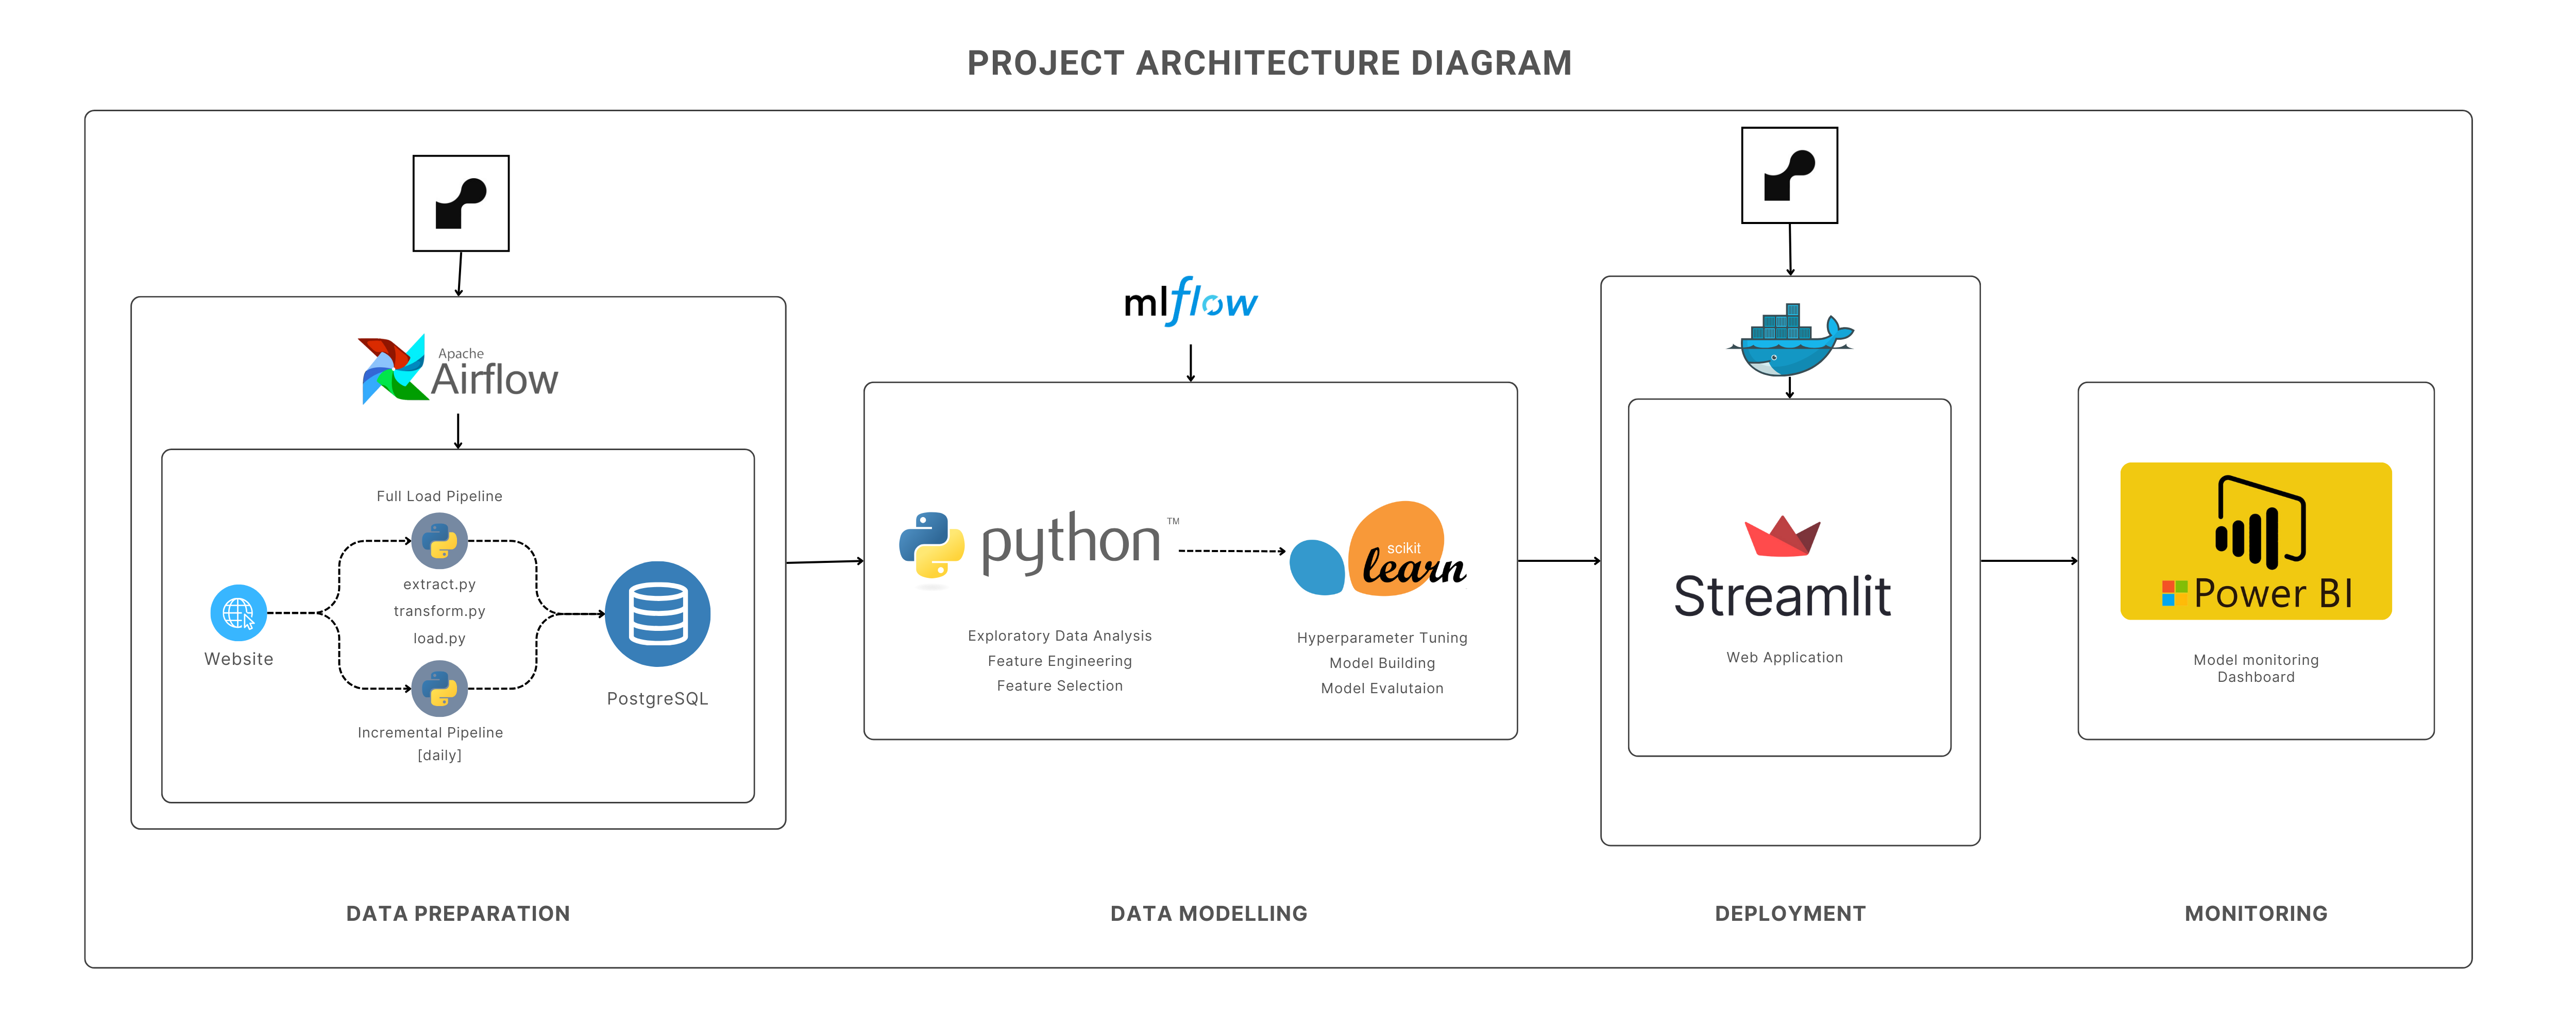 PROJECT ARCHITECTURE DIAGRAM
Apache
Airflow
Full Load Pipeline
extract.py
transform.py
load.py
Website
PostgreSQL
Incremental Pipeline
[daily]
DATA PREPARATION
mlflow
python™
scikit
learn
Exploratory Data Analysis
Feature Engineering
Feature Selection
Hyperparameter Tuning
Model Building
Model Evalutaion
DATA MODELLING
Streamlit
Web Application
DEPLOYMENT
Power BI
Model monitoring
Dashboard
MONITORING